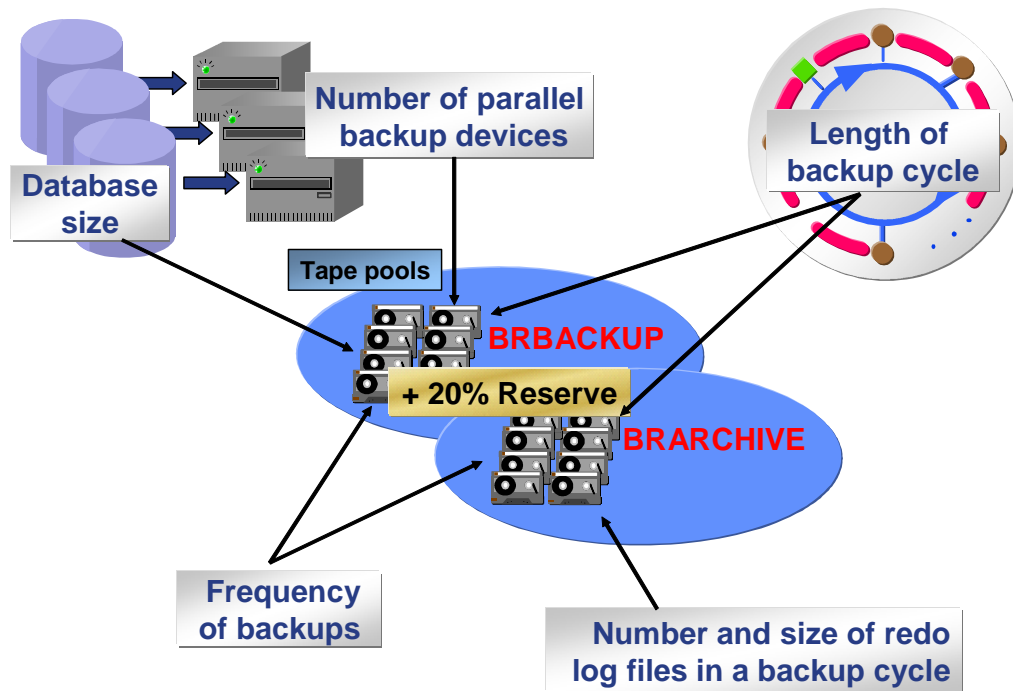 Number of parallel
backup devices
Length of
backup cycle
Database
size
Tape pools
BRBACKUP
+ 20% Reserve
BRARCHIVE
Frequency
of backups
Number and size of redo
log files in a backup cycle